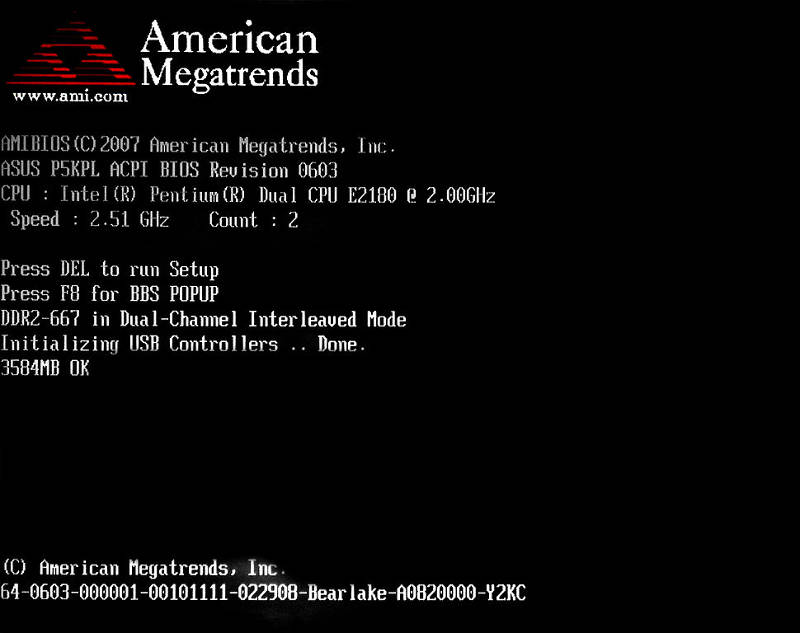 American
Megatrends
www.ami.com
AMIBIOS(C)2007 American Megatrends, Inc.
ASUS P5KPL ACPI BIOS Revision 0603
CPU : Intel(R) Pentium(R) Dual CPU E2180 @ 2.00GHz
Speed : 2.51 GHz Count : 2
Press DEL to run Setup
Press F8 for BBS POPUP
DDR2-667 in Dual-Channel Interleaved Mode
Initializing USB Controllers .. Done.
3584MB OK
(C) American Megatrends, Inc.
64-0603-000001-00101111-022908-Bearlake-A0820000-Y2KC